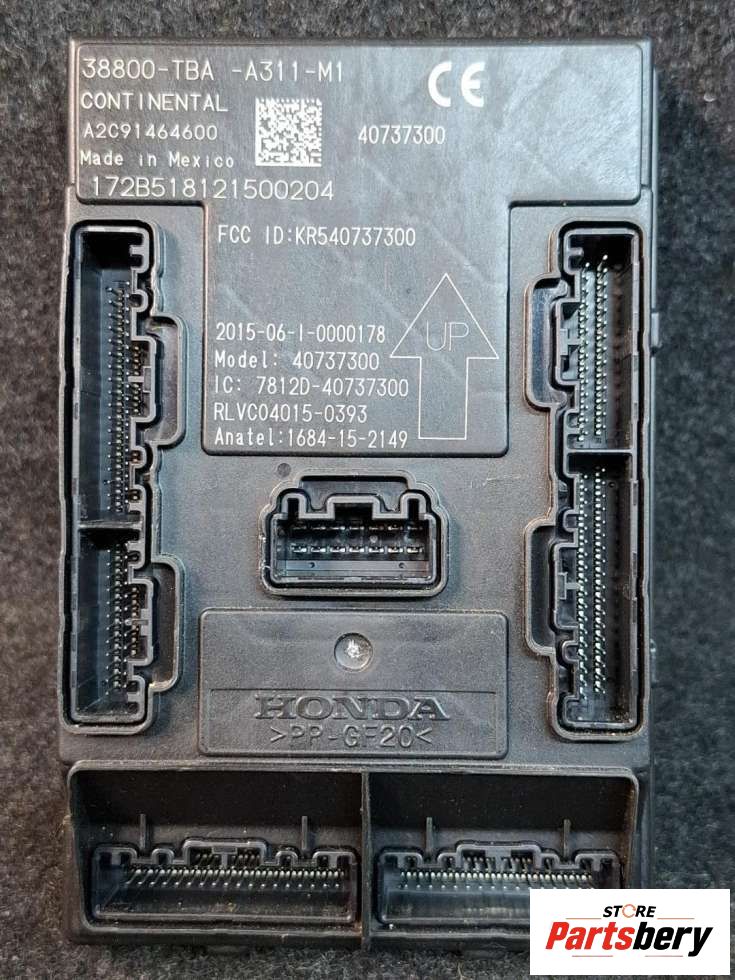 38800-TBA -A311-M1
CE
CONTINENTAL
A2C91464600
40737300
Made in Mexico
172B518121500204
FCC ID:KR540737300
2015-06-I-0000178
Model: 40737300
IC: 7812D-40737300
RLVC04015-0393
Anatel:1684-15-2149
UP
HONDA
>PP-GF20<
STORE
Partsbery